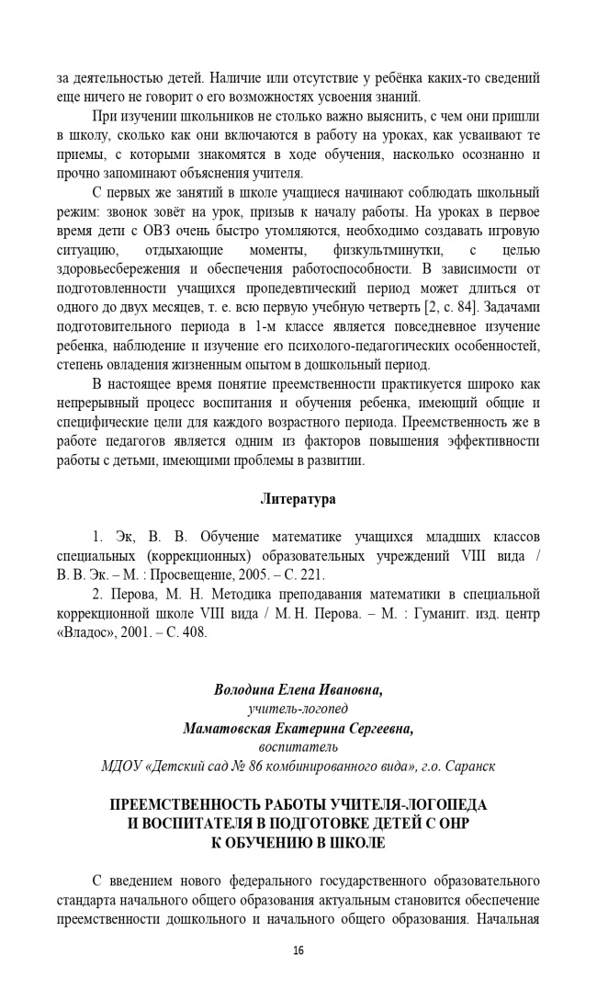 за деятельностью детей. Наличие или отсутствие у ребёнка каких-то сведений
еще ничего не говорит о его возможностях усвоения знаний.
При изучении школьников не столько важно выяснить, с чем они пришли
в школу, сколько как они включаются в работу на уроках, как усваивают те
приемы, с которыми знакомятся в ходе обучения, насколько осознанно и
прочно запоминают объяснения учителя.
С первых же занятий в школе учащиеся начинают соблюдать школьный
режим: звонок зовёт на урок, призыв к началу работы. На уроках в первое
время дети с ОВЗ очень быстро утомляются, необходимо создавать игровую
ситуацию, отдыхающие моменты, физкультминутки, с целью
здоровьесбережения и обеспечения работоспособности. В зависимости от
подготовленности учащихся пропедевтический период может длиться от
одного до двух месяцев, т. е. всю первую учебную четверть [2, с. 84]. Задачами
подготовительного периода в 1-м классе является повседневное изучение
ребенка, наблюдение и изучение его психолого-педагогических особенностей,
степень овладения жизненным опытом в дошкольный период.
В настоящее время понятие преемственности практикуется широко как
непрерывный процесс воспитания и обучения ребенка, имеющий общие и
специфические цели для каждого возрастного периода. Преемственность же в
работе педагогов является одним из факторов повышения эффективности
работы с детьми, имеющими проблемы в развитии.
Литература
1. Эк, В. В. Обучение математике учащихся младших классов
специальных (коррекционных) образовательных учреждений VIII вида /
В. В. Эк. – М. : Просвещение, 2005. – С. 221.
2. Перова, М. Н. Методика преподавания математики в специальной
коррекционной школе VIII вида / М. Н. Перова. – М. : Гуманит. изд. центр
«Владос», 2001. – С. 408.
Володина Елена Ивановна,
учитель-логопед
Маматовская Екатерина Сергеевна,
воспитатель
МДОУ «Детский сад № 86 комбинированного вида», г.о. Саранск
ПРЕЕМСТВЕННОСТЬ РАБОТЫ УЧИТЕЛЯ-ЛОГОПЕДА
И ВОСПИТАТЕЛЯ В ПОДГОТОВКЕ ДЕТЕЙ С ОНР
К ОБУЧЕНИЮ В ШКОЛЕ
С введением нового федерального государственного образовательного
стандарта начального общего образования актуальным становится обеспечение
преемственности дошкольного и начального общего образования. Начальная
16